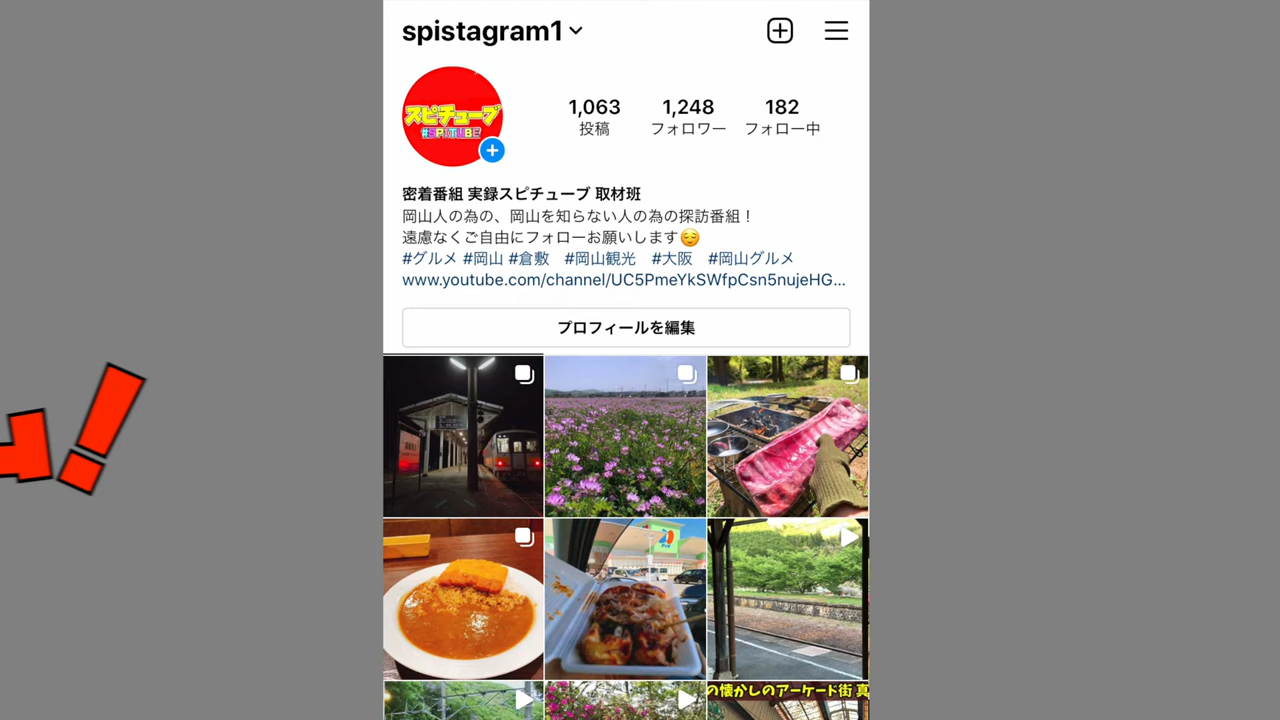 spistagram1
スピチューブ
#SPITUBE
1,063
投稿
1,248
フォロワー
182
フォロー中
密着番組 実録スピチューブ 取材班
岡山人の為の、岡山を知らない人の為の探訪番組！
遠慮なくご自由にフォローお願いします😌
#グルメ #岡山 #倉敷　#岡山観光　#大阪　#岡山グルメ
www.youtube.com/channel/UC5PmeYkSWfpCsn5nujeHG...
プロフィールを編集
の懐かしのアーケード街 真